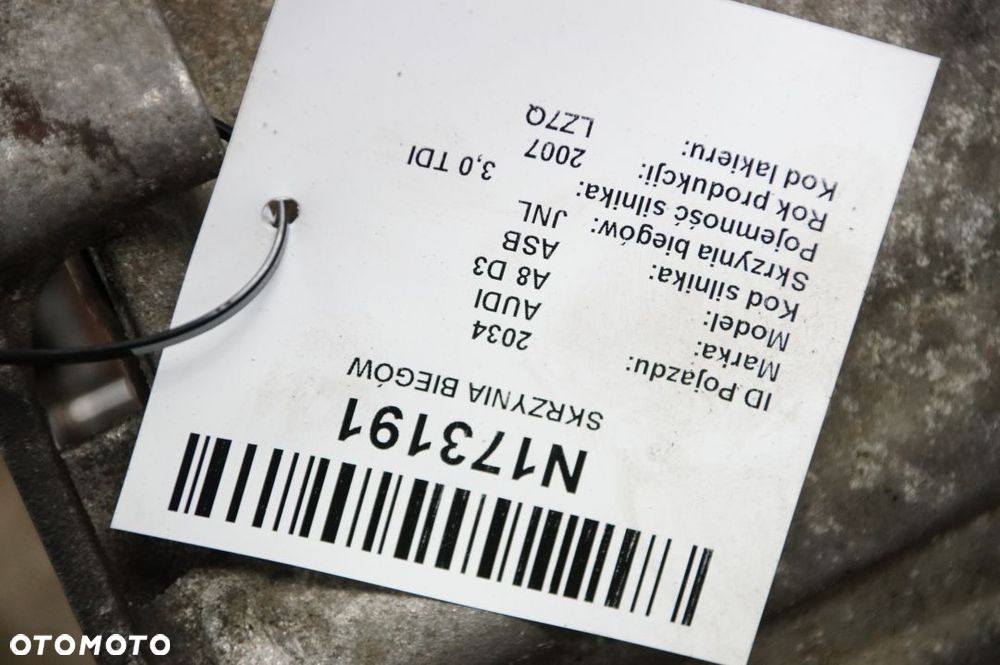 N173191
SKRZYNIA BIEGÓW
ID Pojazdu: 2034
Marka: AUDI
Model: A8 D3
Kod silnika: ASB
Skrzynia biegów: JNL
Pojemność silnika: 3,0 TDI
Rok produkcji: 2007
Kod lakieru: LZ7Q
OTOMOTO